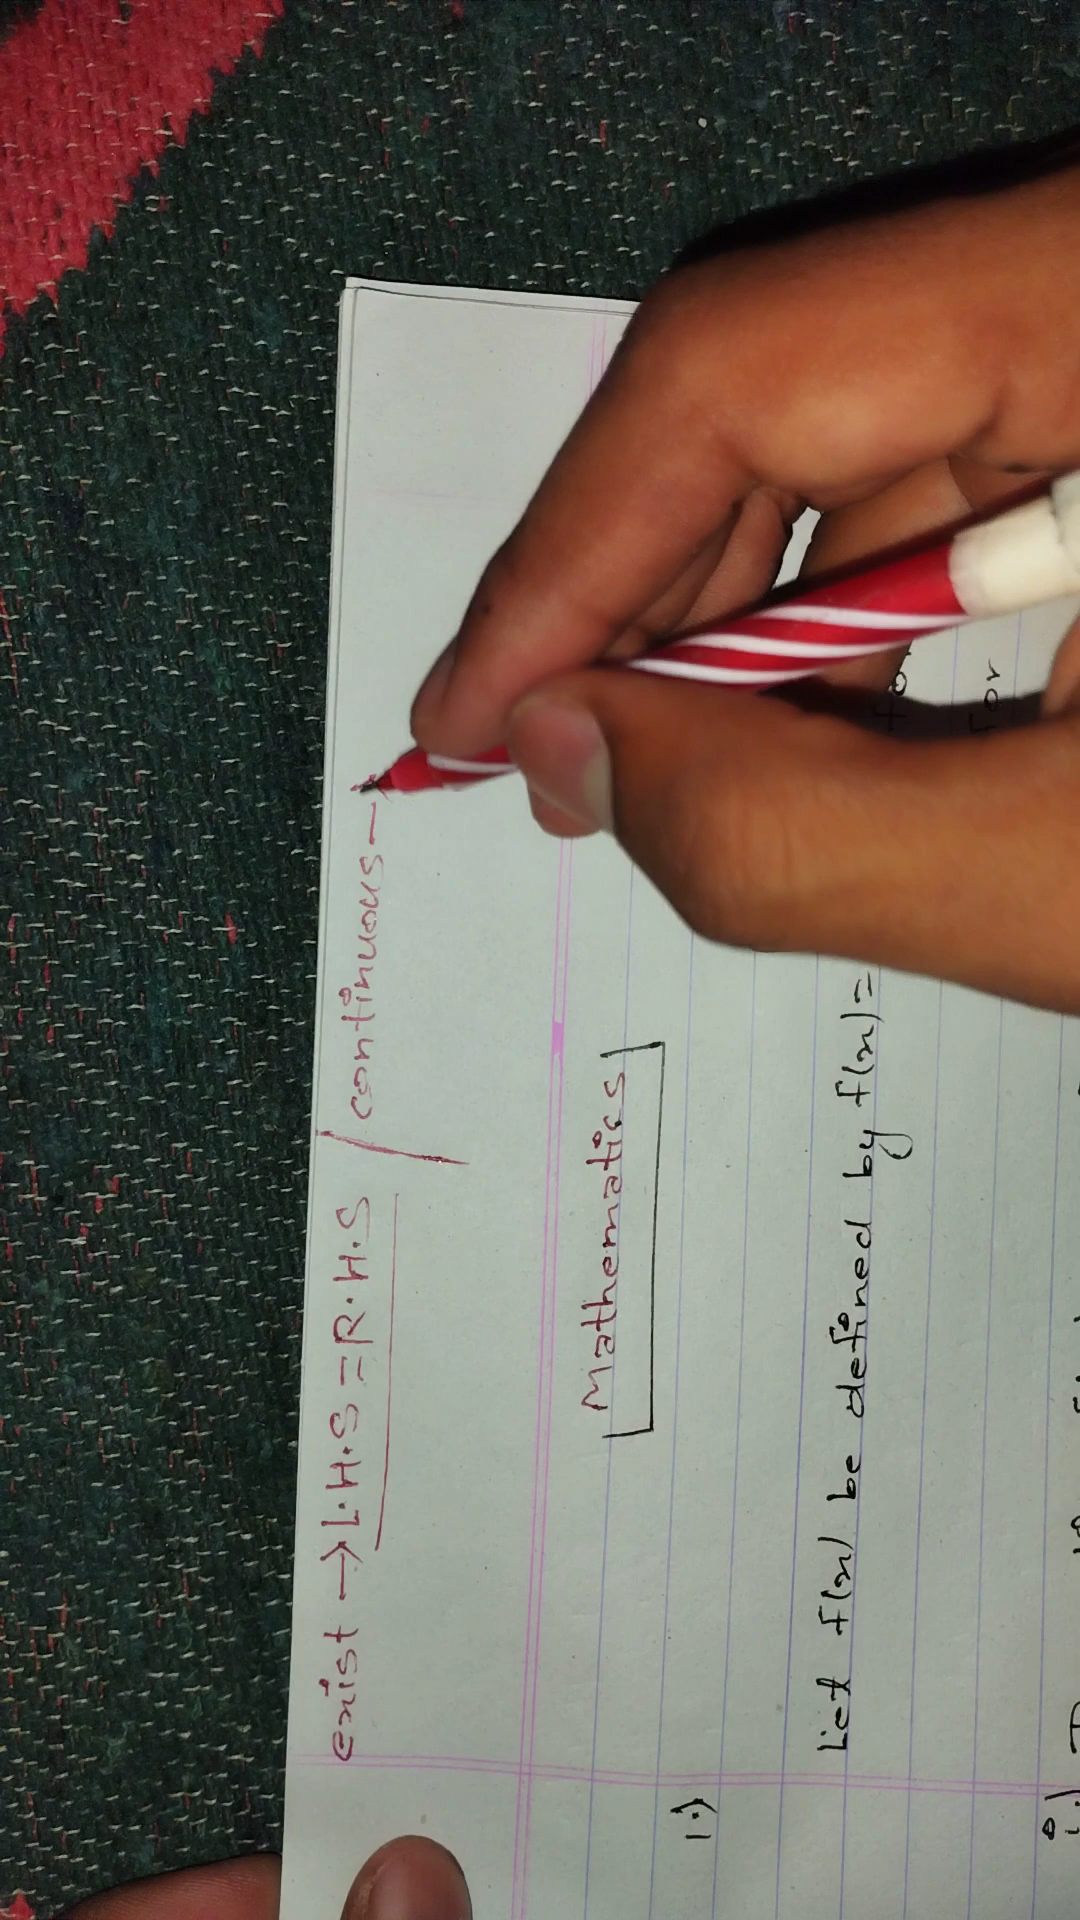 exist → L.H.S = R.H.S / continuous -
Mathematics
1.)
Let f(x) be defined by f(x) =
for
for
i.)